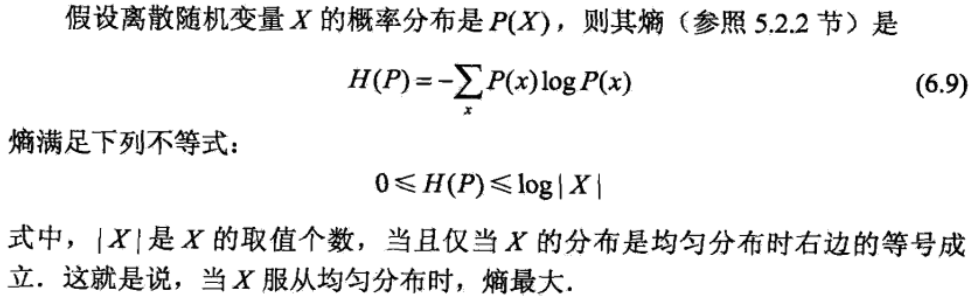 假设离散随机变量 X 的概率分布是 P(X)，则其熵（参照 5.2.2 节）是
H(P) = -∑ₓ P(x) log P(x) (6.9)
熵满足下列不等式：
0 ⩽ H(P) ⩽ log | X |
式中，| X | 是 X 的取值个数，当且仅当 X 的分布是均匀分布时右边的等号成
立．这就是说，当 X 服从均匀分布时，熵最大．